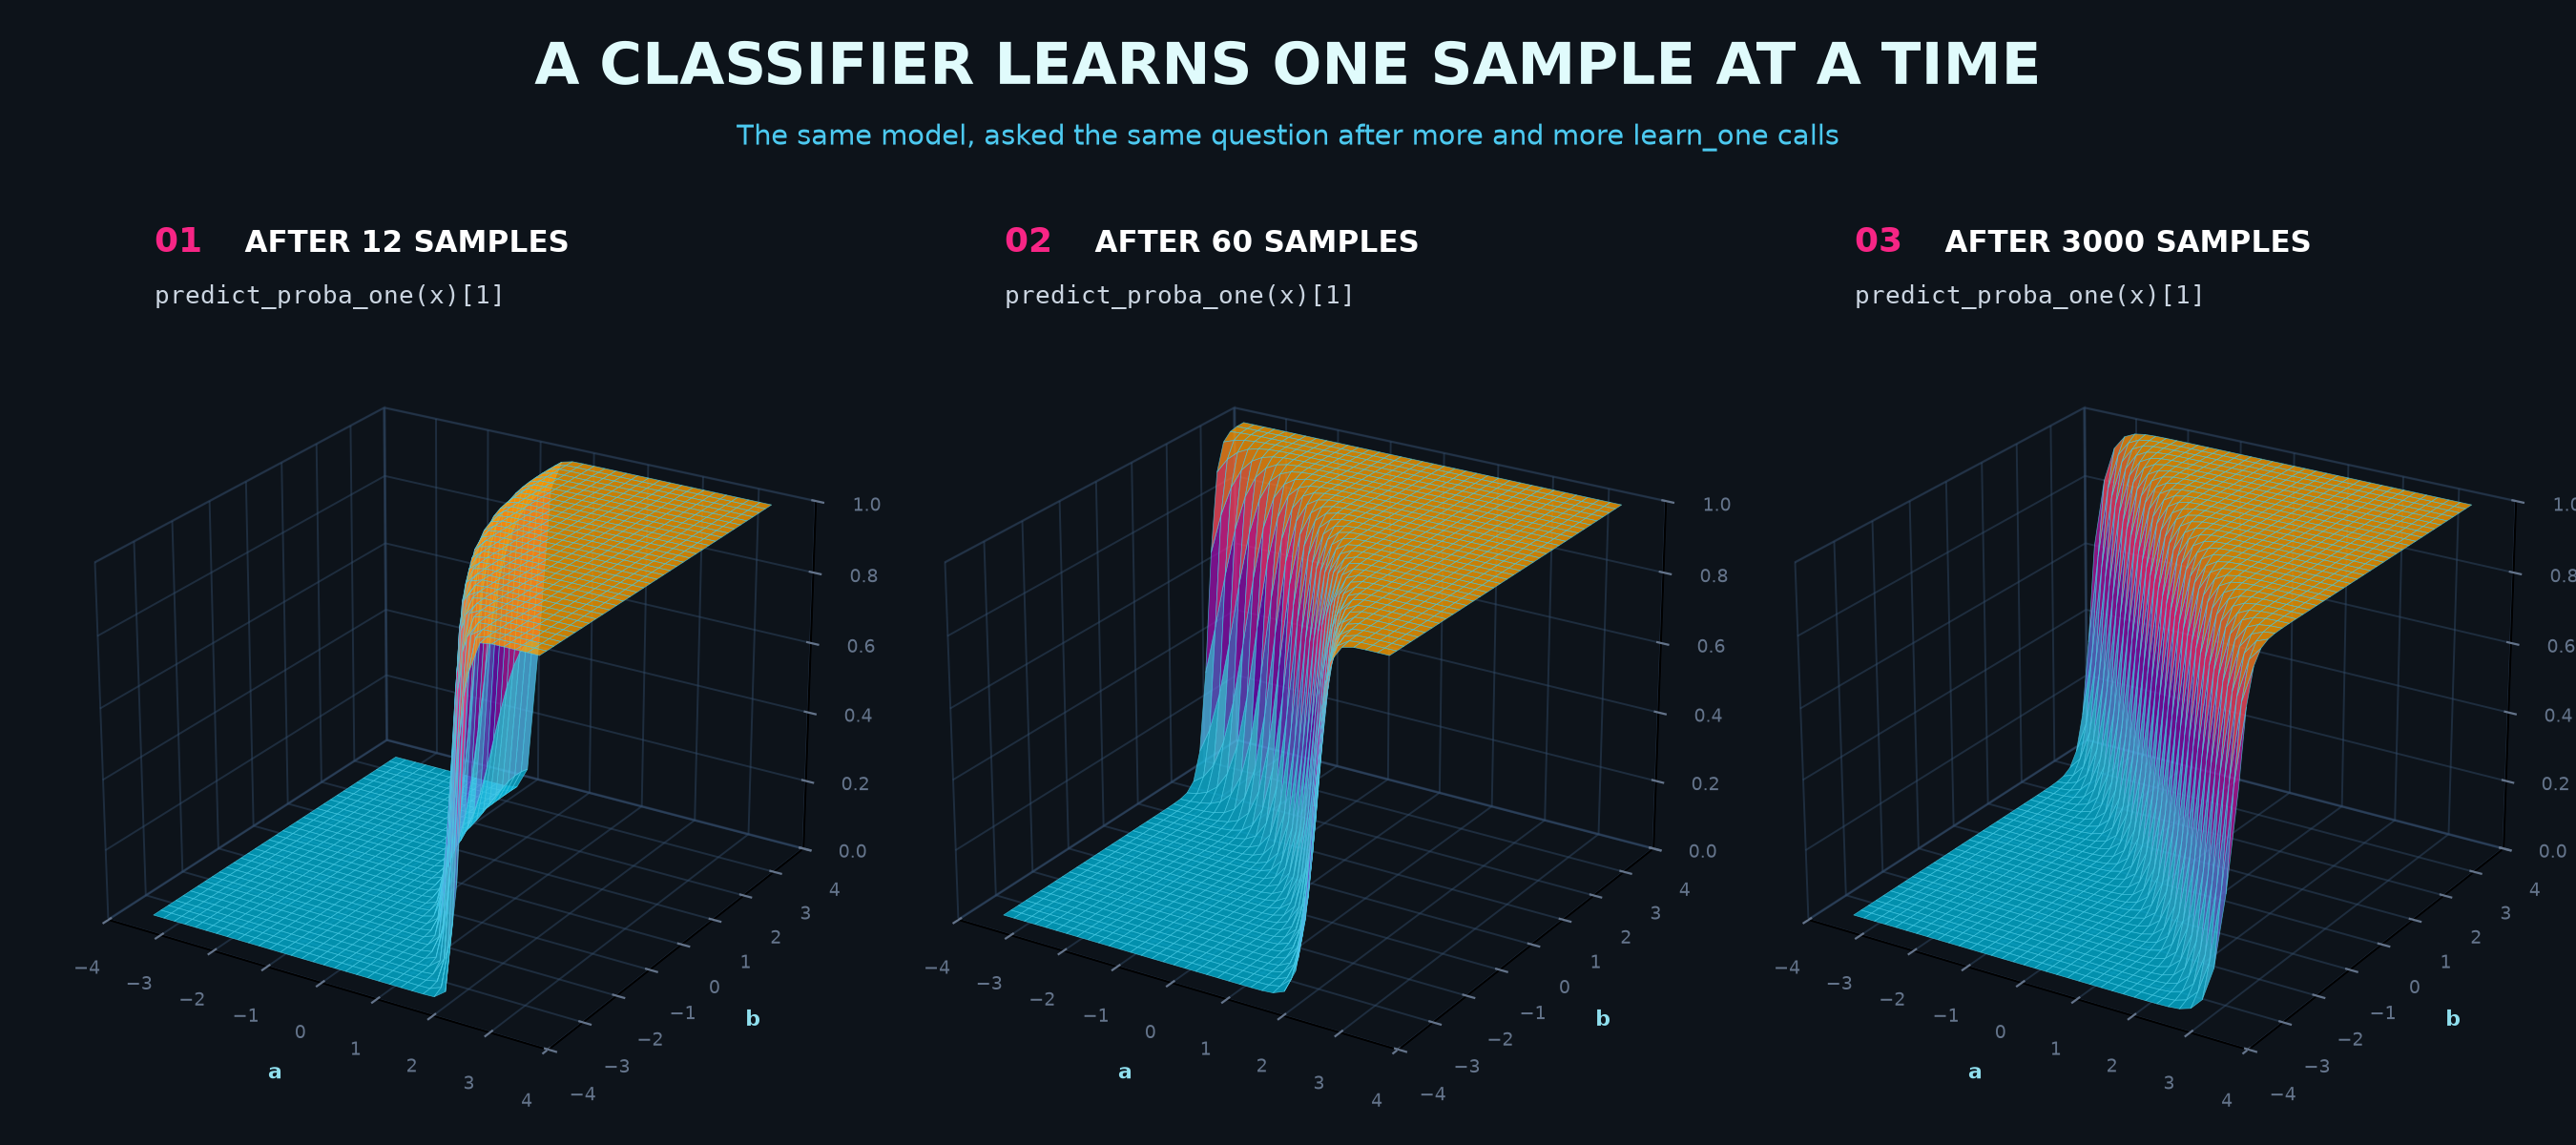 A CLASSIFIER LEARNS ONE SAMPLE AT A TIME
The same model, asked the same question after more and more learn_one calls
01 AFTER 12 SAMPLES
predict_proba_one(x)[1]
1.0
0.8
0.6
0.4
0.2
0.0
−4 −3 −2 −1 0 1 2 3 4
a
−4 −3 −2 −1 0 1 2 3 4
b
02 AFTER 60 SAMPLES
predict_proba_one(x)[1]
1.0
0.8
0.6
0.4
0.2
0.0
−4 −3 −2 −1 0 1 2 3 4
a
−4 −3 −2 −1 0 1 2 3 4
b
03 AFTER 3000 SAMPLES
predict_proba_one(x)[1]
1.0
0.8
0.6
0.4
0.2
0.0
−4 −3 −2 −1 0 1 2 3 4
a
−4 −3 −2 −1 0 1 2 3 4
b